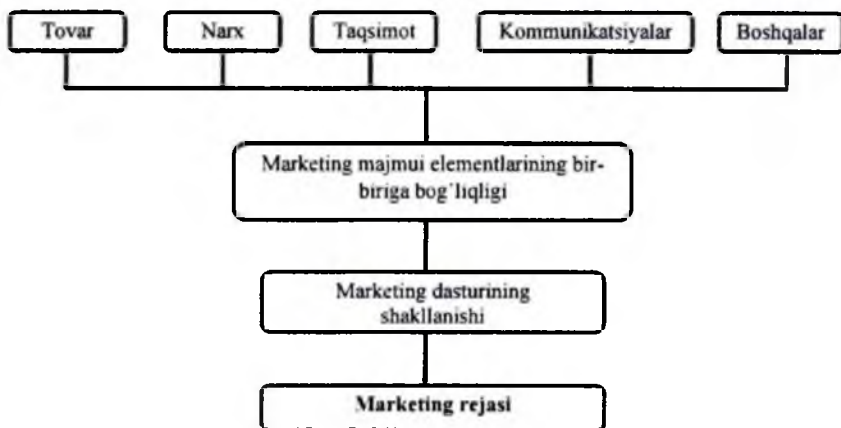 Tovar
Narx
Taqsimot
Kommunikatsiyalar
Boshqalar
Marketing majmui elementlarining bir-
biriga bog‘liqligi
Marketing dasturining
shakllanishi
Marketing rejasi